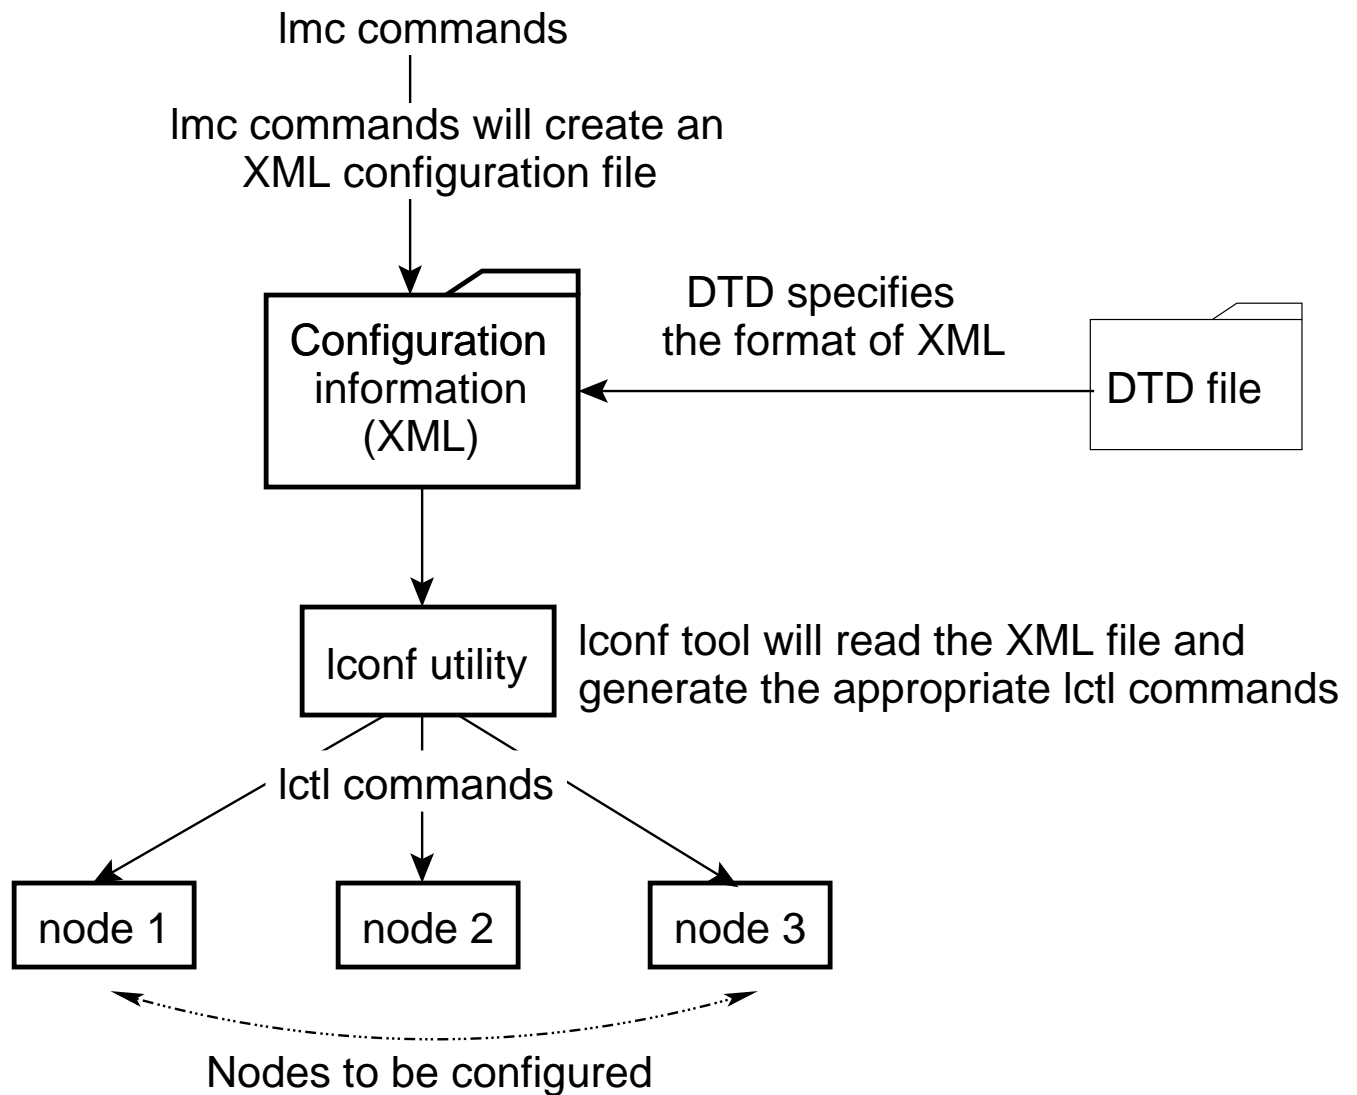 lmc commands
lmc commands will create an
XML configuration file
DTD specifies
the format of XML
Configuration
information
(XML)
DTD file
lconf utility
lconf tool will read the XML file and
generate the appropriate lctl commands
lctl commands
node 1
node 2
node 3
Nodes to be configured